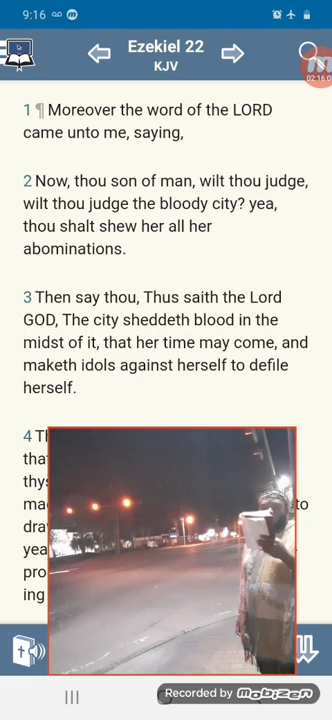 9:16
Ezekiel 22
KJV
02:16:0
1 ¶ Moreover the word of the LORD
came unto me, saying,
2 Now, thou son of man, wilt thou judge,
wilt thou judge the bloody city? yea,
thou shalt shew her all her
abominations.
3 Then say thou, Thus saith the Lord
GOD, The city sheddeth blood in the
midst of it, that her time may come, and
maketh idols against herself to defile
herself.
4 Th
tha
thys
mad to
dra
yea
pro
ing
Recorded by mobizen